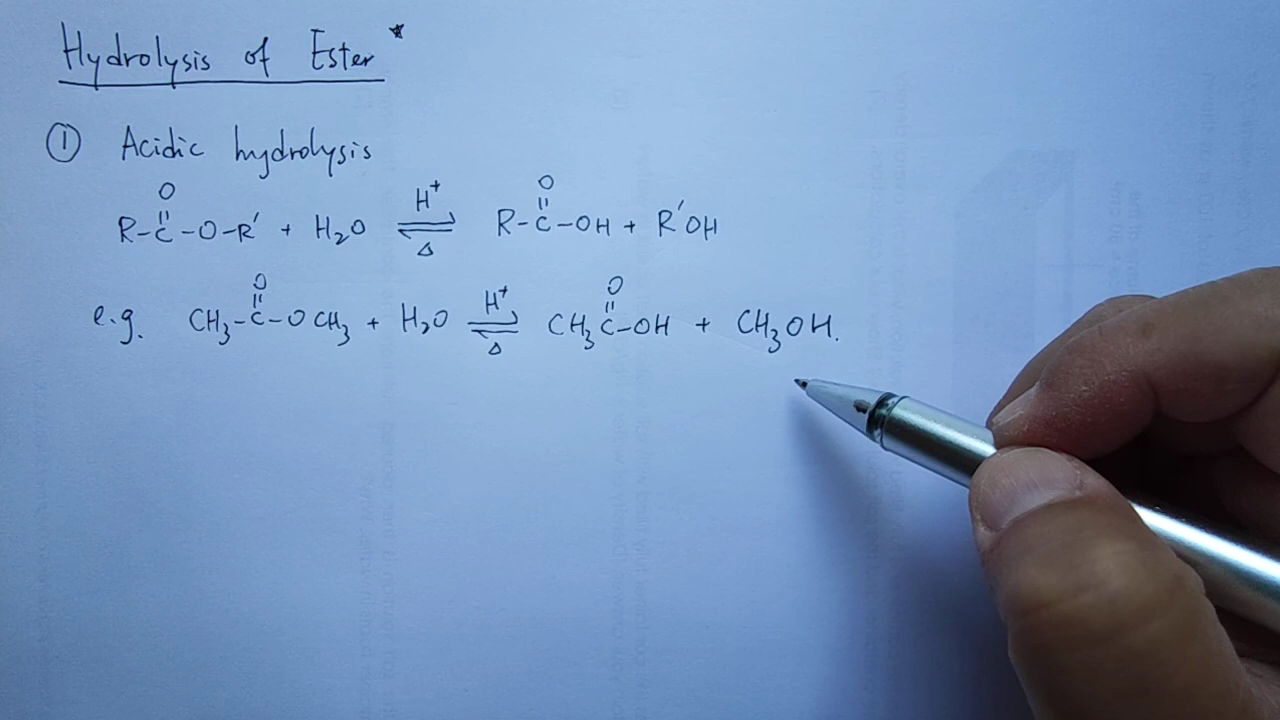 Hydrolysis of Ester *
① Acidic hydrolysis
O
||
R-C-O-R' + H₂O ⇌ H⁺ Δ R-C-OH + R'OH
O
||
e.g. CH₃-C-OCH₃ + H₂O ⇌ H⁺ Δ CH₃C-OH + CH₃OH.
O
||